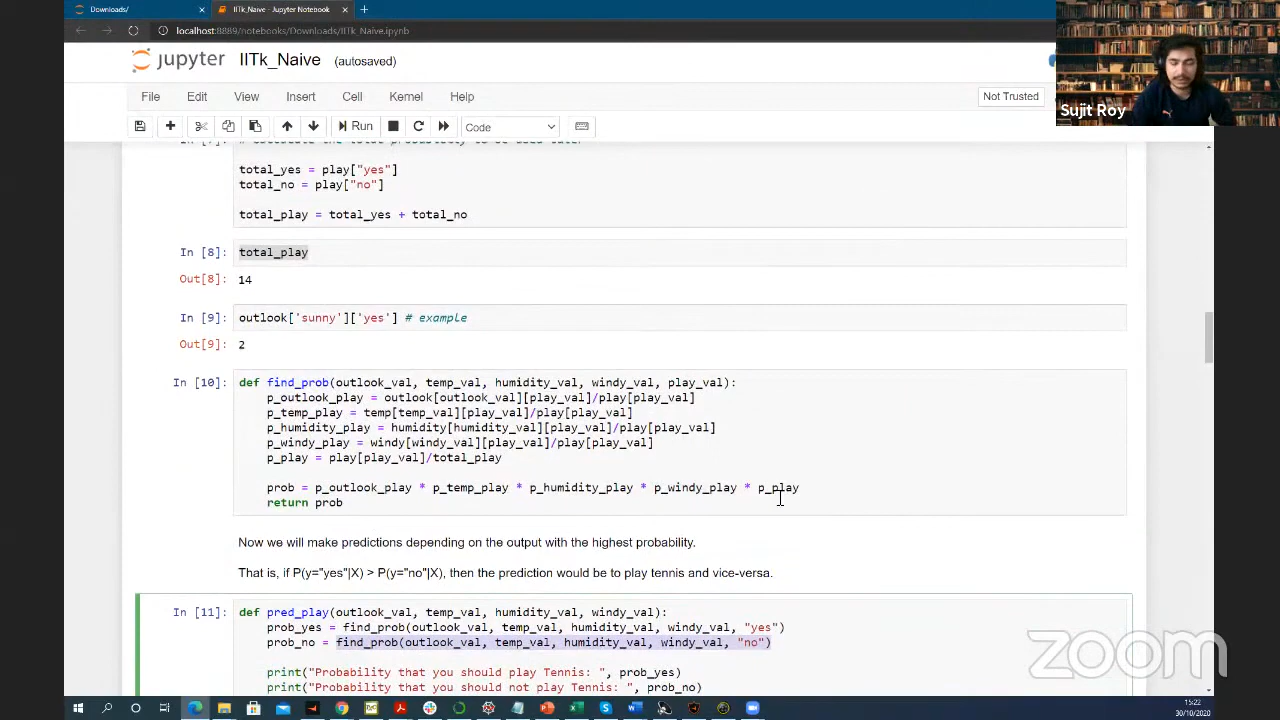 Downloads/
IITk_Naive - Jupyter Notebook
localhost:8889/notebooks/Downloads/IITk_Naive.ipynb
jupyter IITk_Naive (autosaved)
File Edit View Insert Cell Kernel Help
Not Trusted
Sujit Roy
Run
Code
total_yes = play["yes"]
total_no = play["no"]
total_play = total_yes + total_no
In [8]: total_play
Out[8]: 14
In [9]: outlook['sunny']['yes'] # example
Out[9]: 2
In [10]: def find_prob(outlook_val, temp_val, humidity_val, windy_val, play_val):
p_outlook_play = outlook[outlook_val][play_val]/play[play_val]
p_temp_play = temp[temp_val][play_val]/play[play_val]
p_humidity_play = humidity[humidity_val][play_val]/play[play_val]
p_windy_play = windy[windy_val][play_val]/play[play_val]
p_play = play[play_val]/total_play
prob = p_outlook_play * p_temp_play * p_humidity_play * p_windy_play * p_play
return prob
Now we will make predictions depending on the output with the highest probability.
That is, if P(y="yes"|X) > P(y="no"|X), then the prediction would be to play tennis and vice-versa.
In [11]: def pred_play(outlook_val, temp_val, humidity_val, windy_val):
prob_yes = find_prob(outlook_val, temp_val, humidity_val, windy_val, "yes")
prob_no = find_prob(outlook_val, temp_val, humidity_val, windy_val, "no")
print("Probability that you should play Tennis: ", prob_yes)
print("Probability that you should not play Tennis: ", prob_no)
zoom
15:22
30/10/2020